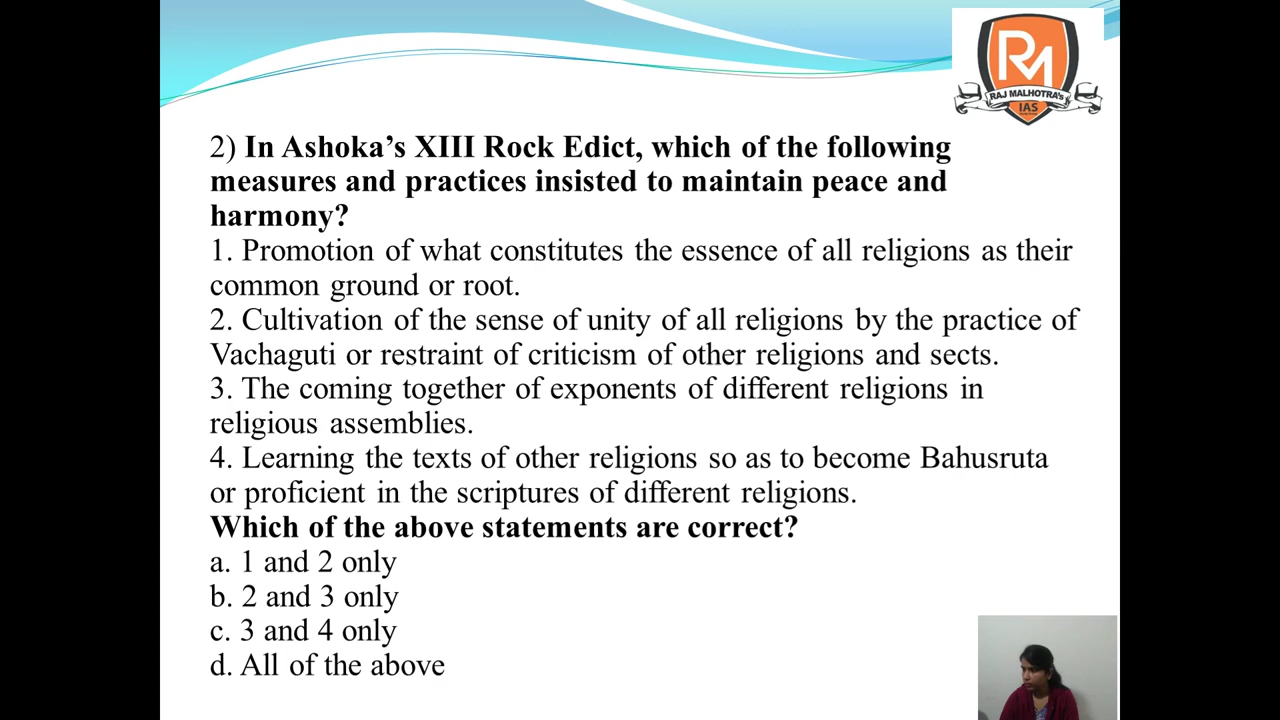 RM
RAJ MALHOTRA'S
IAS
2) In Ashoka's XIII Rock Edict, which of the following
measures and practices insisted to maintain peace and
harmony?
1. Promotion of what constitutes the essence of all religions as their
common ground or root.
2. Cultivation of the sense of unity of all religions by the practice of
Vachaguti or restraint of criticism of other religions and sects.
3. The coming together of exponents of different religions in
religious assemblies.
4. Learning the texts of other religions so as to become Bahusruta
or proficient in the scriptures of different religions.
Which of the above statements are correct?
a. 1 and 2 only
b. 2 and 3 only
c. 3 and 4 only
d. All of the above